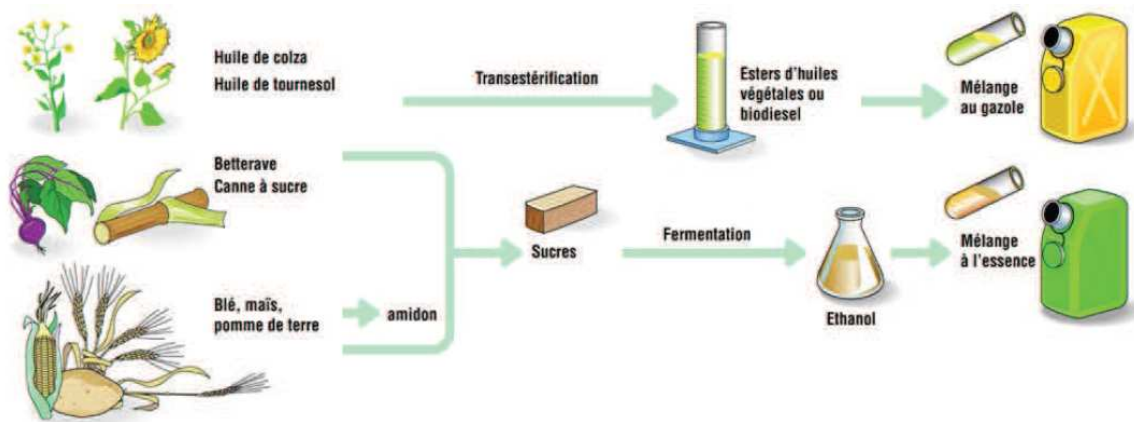 Huile de colza
Huile de tournesol
Transestérification
Esters d'huiles
végétales ou
biodiesel
Mélange
au gazole
Betterave
Canne à sucre
Sucres
Fermentation
Mélange
à l'essence
Blé, maïs,
pomme de terre
amidon
Ethanol